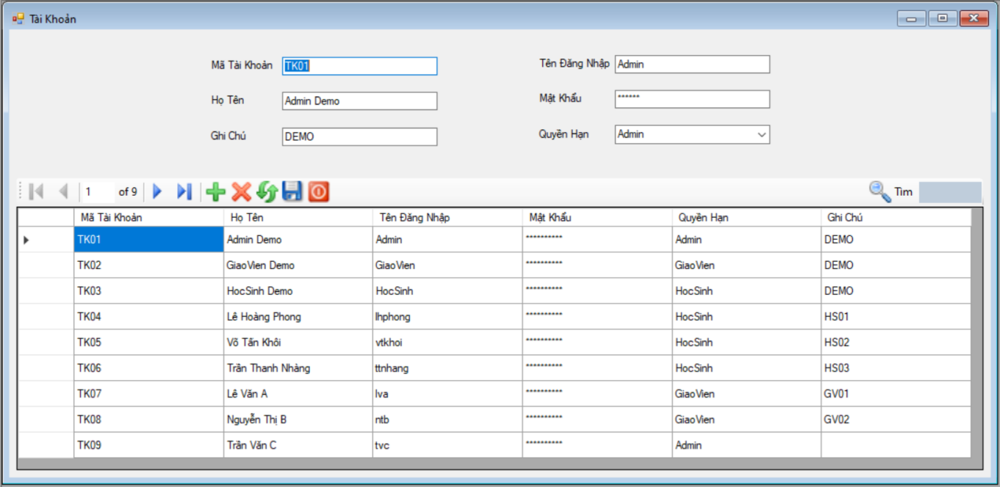 Tài Khoản
Mã Tài Khoản TK01 Tên Đăng Nhập Admin
Họ Tên Admin Demo Mật Khẩu ******
Ghi Chú DEMO Quyền Hạn Admin
1 of 9 Tìm
Mã Tài Khoản Họ Tên Tên Đăng Nhập Mật Khẩu Quyền Hạn Ghi Chú
TK01 Admin Demo Admin ********** Admin DEMO
TK02 GiaoVien Demo GiaoVien ********** GiaoVien DEMO
TK03 HocSinh Demo HocSinh ********** HocSinh DEMO
TK04 Lê Hoàng Phong lhphong ********** HocSinh HS01
TK05 Võ Tấn Khôi vtkhoi ********** HocSinh HS02
TK06 Trần Thanh Nhàng ttnhang ********** HocSinh HS03
TK07 Lê Văn A lva ********** GiaoVien GV01
TK08 Nguyễn Thị B ntb ********** GiaoVien GV02
TK09 Trần Văn C tvc ********** Admin